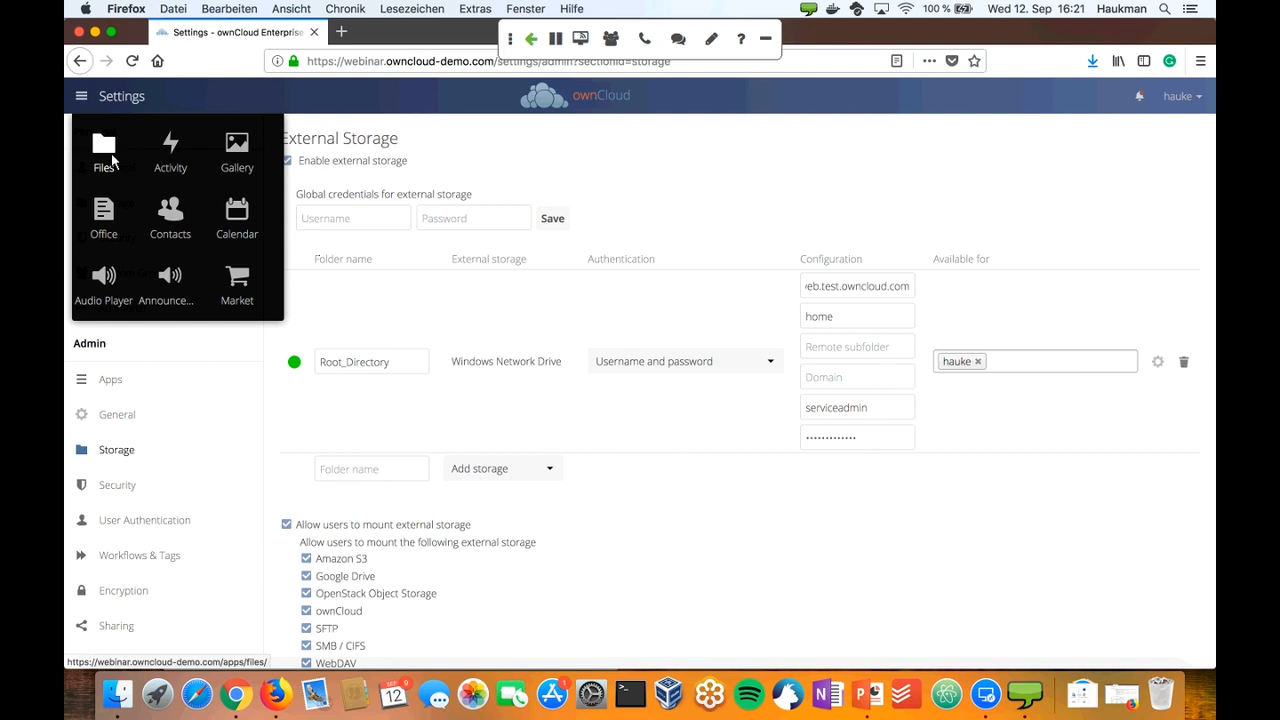 Firefox Datei Bearbeiten Ansicht Chronik Lesezeichen Extras Fenster Hilfe 100 % Wed 12. Sep 16:21 Haukman
Settings - ownCloud Enterprise
https://webinar.owncloud-demo.com/settings/admin?sectionid=storage
Settings ownCloud hauke
Files Activity Gallery
Office Contacts Calendar
Audio Player Announce... Market
Admin
Apps
General
Storage
Security
User Authentication
Workflows & Tags
Encryption
Sharing
External Storage
Enable external storage
Global credentials for external storage
Username Password Save
Folder name External storage Authentication Configuration Available for
Root_Directory Windows Network Drive Username and password
eb.test.owncloud.com
home
Remote subfolder
Domain
serviceadmin
•••••••••••••
hauke ×
Folder name Add storage
Allow users to mount external storage
Allow users to mount the following external storage
Amazon S3
Google Drive
OpenStack Object Storage
ownCloud
SFTP
SMB / CIFS
WebDAV
https://webinar.owncloud-demo.com/apps/files/
12